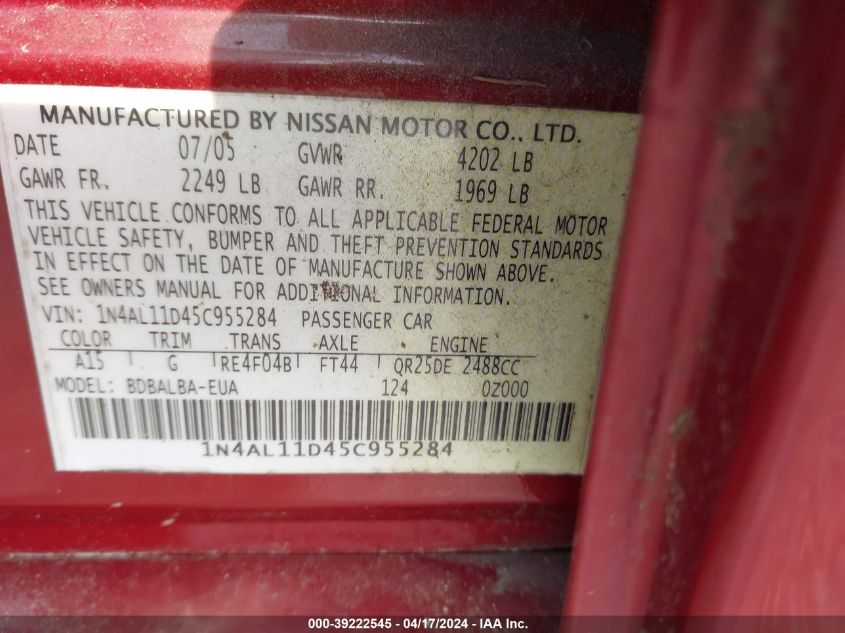 MANUFACTURED BY NISSAN MOTOR CO., LTD.
DATE 07/05 GVWR 4202 LB
GAWR FR. 2249 LB GAWR RR. 1969 LB
THIS VEHICLE CONFORMS TO ALL APPLICABLE FEDERAL MOTOR
VEHICLE SAFETY, BUMPER AND THEFT PREVENTION STANDARDS
IN EFFECT ON THE DATE OF MANUFACTURE SHOWN ABOVE.
SEE OWNERS MANUAL FOR ADDITIONAL INFORMATION.
VIN: 1N4AL11D45C955284 PASSENGER CAR
COLOR TRIM TRANS AXLE ENGINE
A15 G RE4F04B FT44 QR25DE 2488CC
MODEL: BDBALBA-EUA 124 0Z000
1N4AL11D45C955284
000-39222545 - 04/17/2024 - IAA Inc.